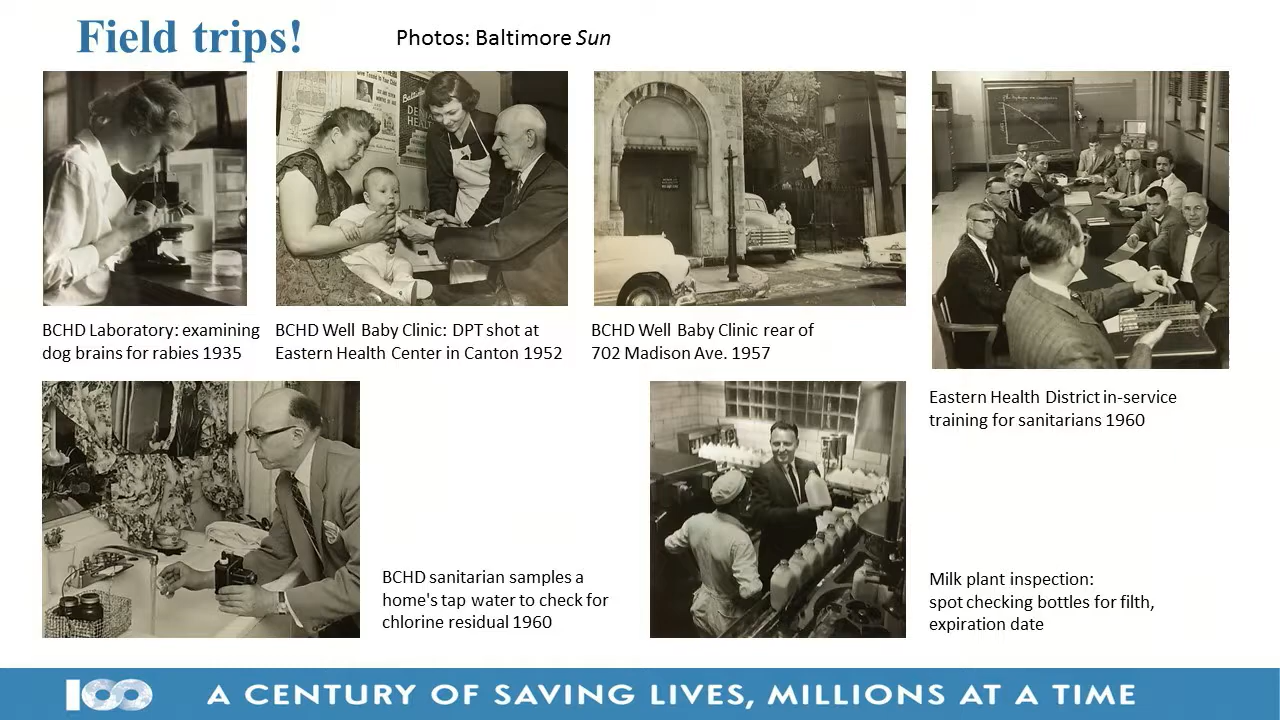 Field trips!
Photos: Baltimore Sun
BCHD Laboratory: examining
dog brains for rabies 1935
BCHD Well Baby Clinic: DPT shot at
Eastern Health Center in Canton 1952
BCHD Well Baby Clinic rear of
702 Madison Ave. 1957
Eastern Health District in-service
training for sanitarians 1960
BCHD sanitarian samples a
home's tap water to check for
chlorine residual 1960
Milk plant inspection:
spot checking bottles for filth,
expiration date
100
A CENTURY OF SAVING LIVES, MILLIONS AT A TIME